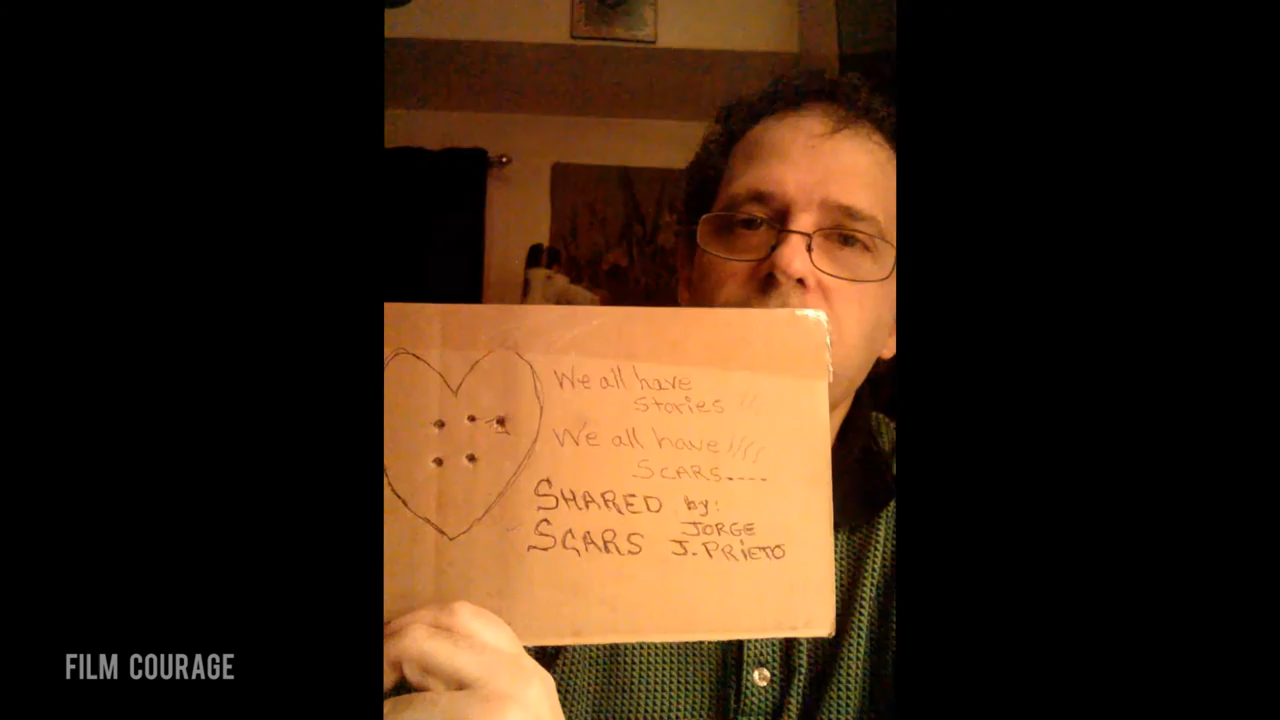 We all have
stories
We all have
SCARS....
SHARED by:
SCARS JORGE
J. PRIETO
FILM COURAGE